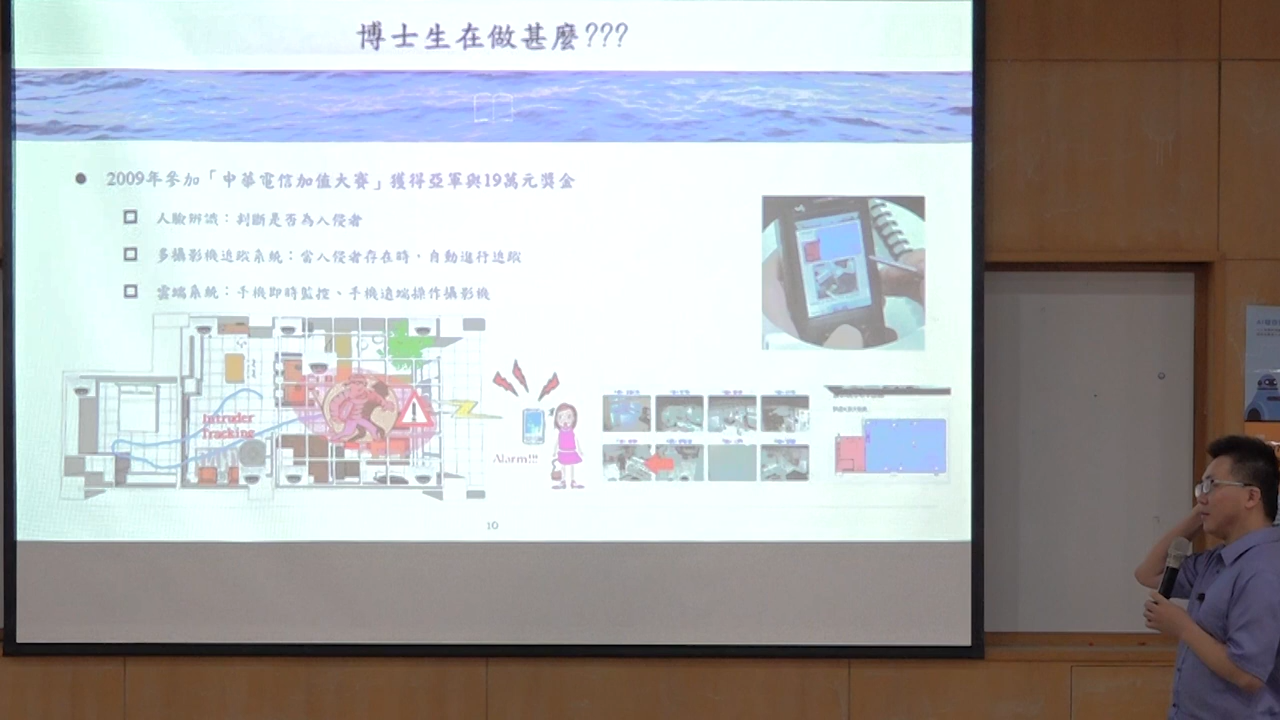 博士生在做甚麼???
2009年參加「中華電信加值大賽」獲得亞軍與19萬元獎金
人臉辨識：判斷是否為入侵者
多攝影機追蹤系統：當入侵者存在時，自動進行追蹤
雲端系統：手機即時監控、手機遠端操作攝影機
Intruder
Tracking
Alarm!!!
10